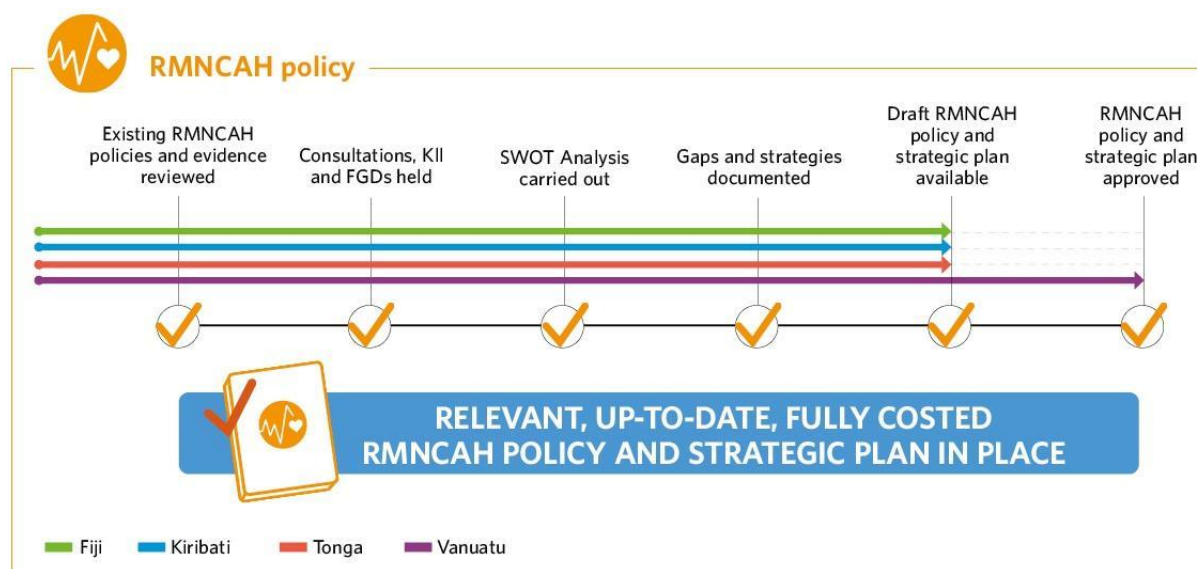 RMNCAH policy
Existing RMNCAH
policies and evidence
reviewed
Consultations, KII
and FGDs held
SWOT Analysis
carried out
Gaps and strategies
documented
Draft RMNCAH
policy and
strategic plan
available
RMNCAH
policy and
strategic plan
approved
RELEVANT, UP-TO-DATE, FULLY COSTED
RMNCAH POLICY AND STRATEGIC PLAN IN PLACE
Fiji Kiribati Tonga Vanuatu